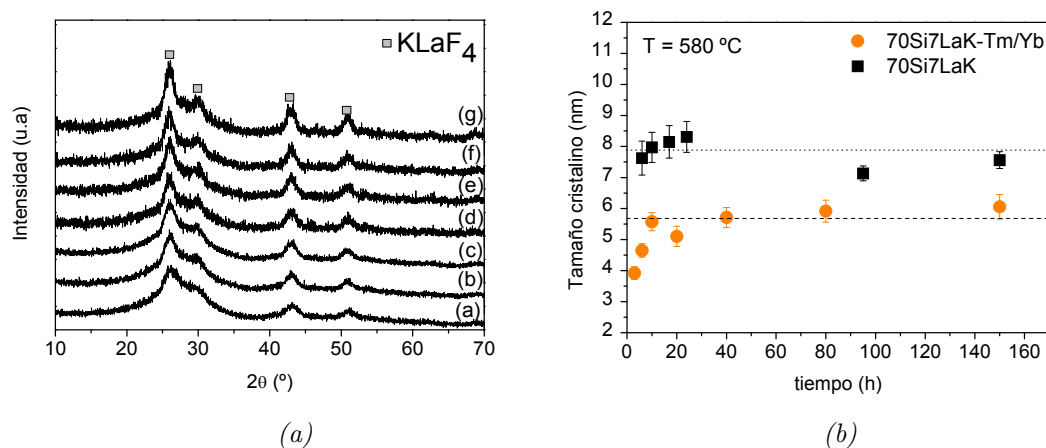 KLaF4
(g)
(f)
(e)
(d)
(c)
(b)
(a)
Intensidad (u.a)
10 20 30 40 50 60 70
2θ (º)
(a)
T = 580 ºC
70Si7LaK-Tm/Yb
70Si7LaK
Tamaño cristalino (nm)
12
11
10
9
8
7
6
5
4
3
2
0 20 40 60 80 100 120 140 160
tiempo (h)
(b)